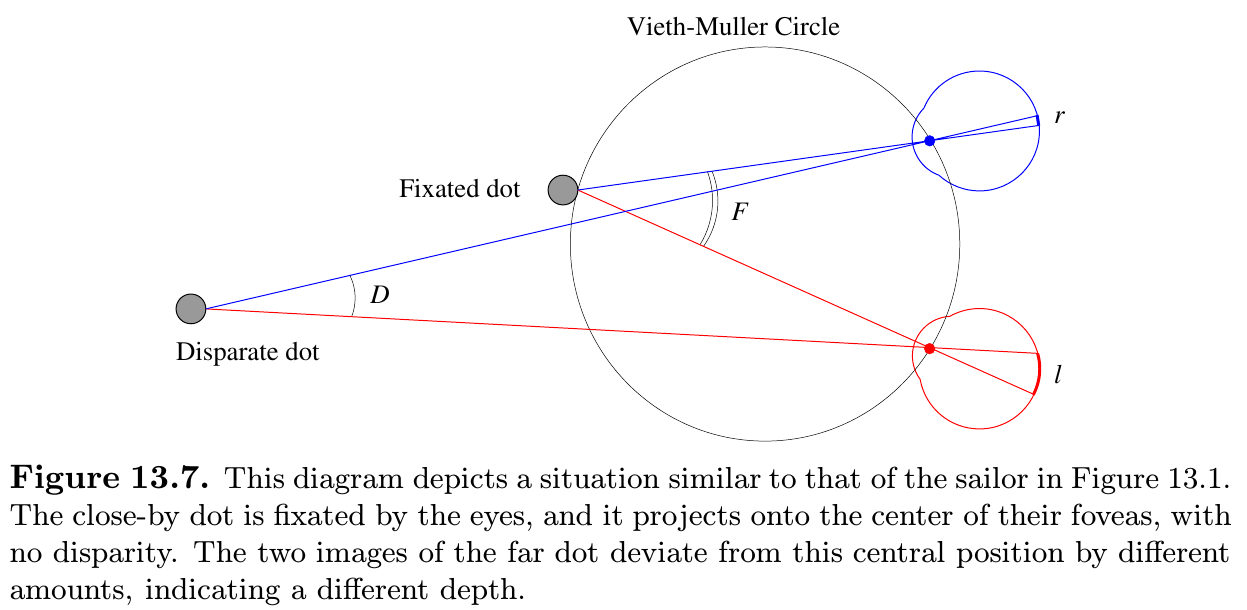 Vieth-Muller Circle
r
Fixated dot
F
D
Disparate dot
l
Figure 13.7. This diagram depicts a situation similar to that of the sailor in Figure 13.1.
The close-by dot is fixated by the eyes, and it projects onto the center of their foveas, with
no disparity. The two images of the far dot deviate from this central position by different
amounts, indicating a different depth.